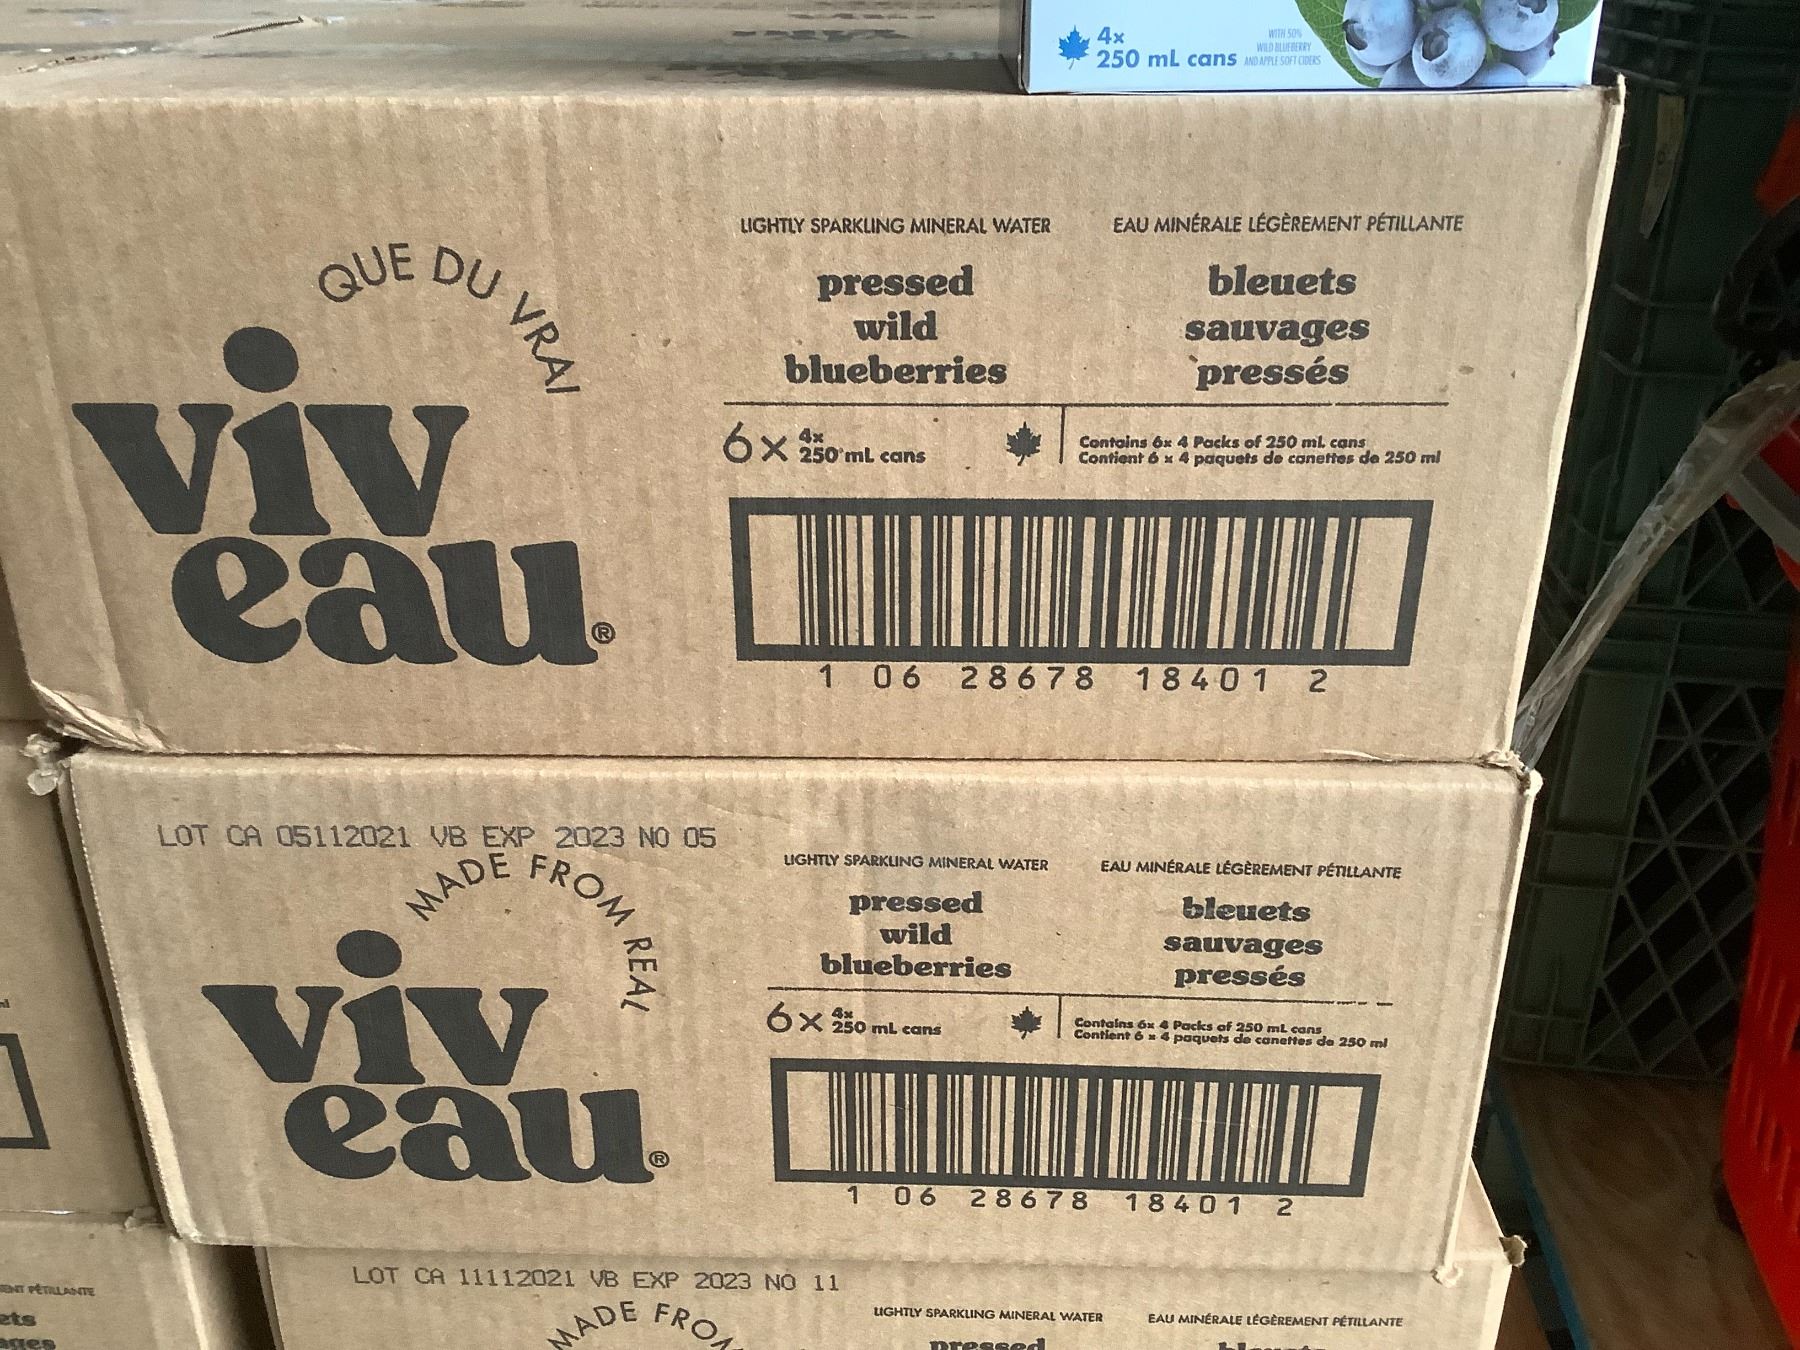 4x
250 mL cans
WITH 50%
WILD BLUEBERRY
AND APPLE SOFT CIDERS
QUE DU VRAI
viv
eau®
LIGHTLY SPARKLING MINERAL WATER
pressed
wild
blueberries
EAU MINÉRALE LÉGÈREMENT PÉTILLANTE
bleuets
sauvages
pressés
6x 4x
250 mL cans
Contains 6x 4 Packs of 250 mL cans
Contient 6 x 4 paquets de canettes de 250 ml
1 06 28678 18401 2
LOT CA 05112021 VB EXP 2023 NO 05
MADE FROM REAL
viv
eau®
LIGHTLY SPARKLING MINERAL WATER
pressed
wild
blueberries
EAU MINÉRALE LÉGÈREMENT PÉTILLANTE
bleuets
sauvages
pressés
6x 4x
250 mL cans
Contains 6x 4 Packs of 250 mL cans
Contient 6 x 4 paquets de canettes de 250 ml
1 06 28678 18401 2
PÉTILLANTE
LOT CA 11112021 VB EXP 2023 NO 11
MADE FROM
LIGHTLY SPARKLING MINERAL WATER
pressed
EAU MINÉRALE LÉGÈREMENT PÉTILLANTE
bleuets